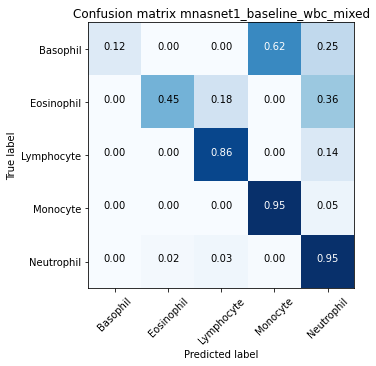 Confusion matrix mnasnet1_baseline_wbc_mixed
True label
Basophil 0.12 0.00 0.00 0.62 0.25
Eosinophil 0.00 0.45 0.18 0.00 0.36
Lymphocyte 0.00 0.00 0.86 0.00 0.14
Monocyte 0.00 0.00 0.00 0.95 0.05
Neutrophil 0.00 0.02 0.03 0.00 0.95
Basophil Eosinophil Lymphocyte Monocyte Neutrophil
Predicted label